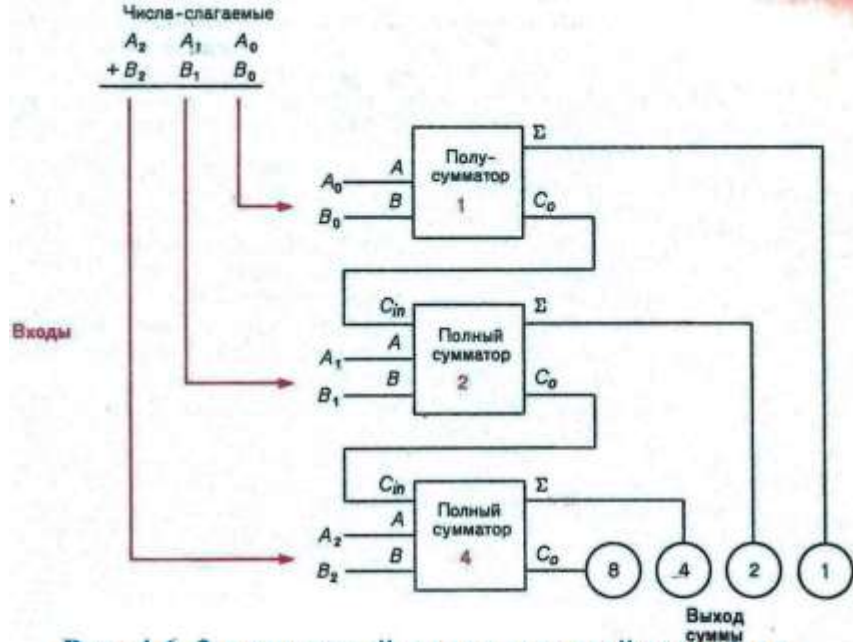 Числа-слагаемые
A₂ A₁ A₀
+ B₂ B₁ B₀
Σ
Полу-
сумматор
1
A₀ A
B₀ B
Cₒ
Входы
Cᵢₙ
Σ
Полный
сумматор
2
A₁ A
B₁ B
Cₒ
Cᵢₙ
Σ
Полный
сумматор
4
A₂ A
B₂ B
Cₒ
8 4 2 1
Выход
суммы